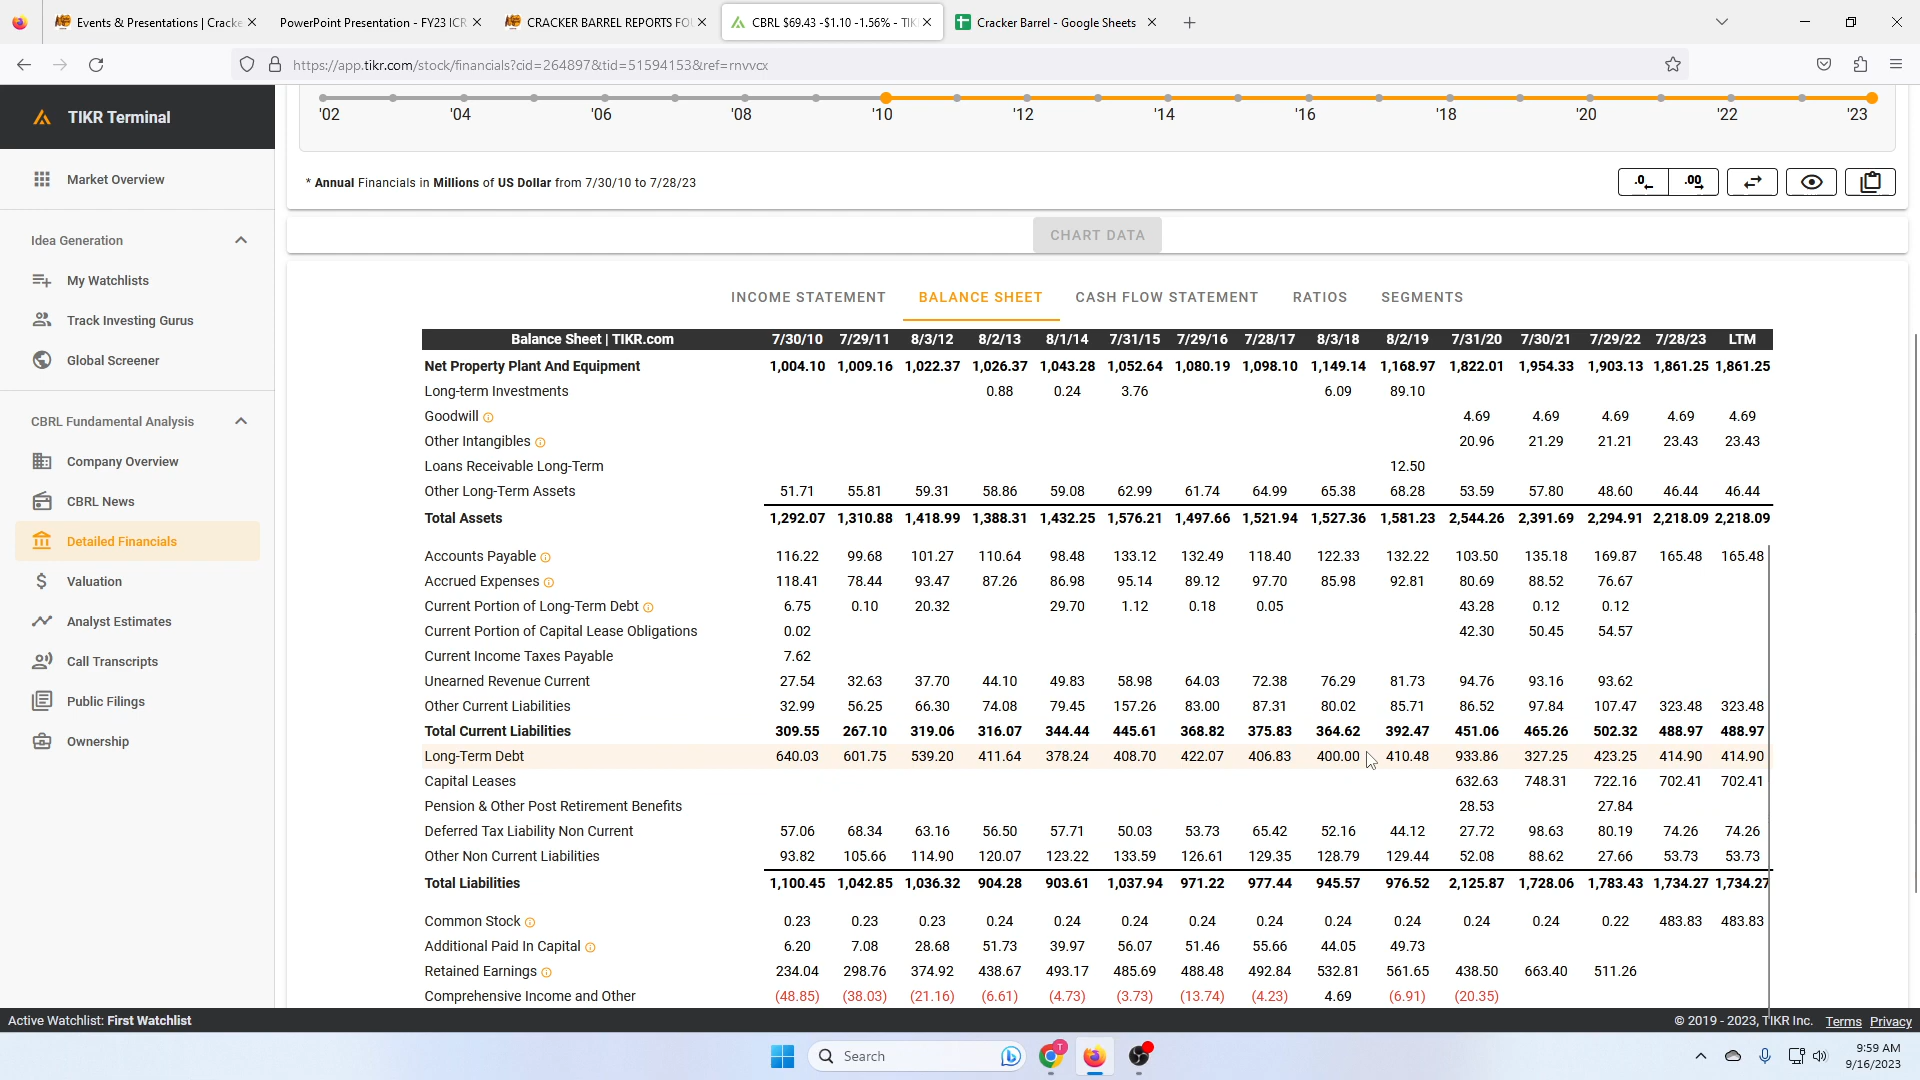 Events & Presentations | Cracke
PowerPoint Presentation - FY23 ICR
CRACKER BARREL REPORTS FOU
CBRL $69.43 -$1.10 -1.56% - TIK
Cracker Barrel - Google Sheets
https://app.tikr.com/stock/financials?cid=264897&tid=51594153&ref=rnvvcx
TIKR Terminal
Market Overview
Idea Generation
My Watchlists
Track Investing Gurus
Global Screener
CBRL Fundamental Analysis
Company Overview
CBRL News
Detailed Financials
Valuation
Analyst Estimates
Call Transcripts
Public Filings
Ownership
'02 '04 '06 '08 '10 '12 '14 '16 '18 '20 '22 '23
* Annual Financials in Millions of US Dollar from 7/30/10 to 7/28/23
.0 .00
CHART DATA
INCOME STATEMENT BALANCE SHEET CASH FLOW STATEMENT RATIOS SEGMENTS
Balance Sheet | TIKR.com 7/30/10 7/29/11 8/3/12 8/2/13 8/1/14 7/31/15 7/29/16 7/28/17 8/3/18 8/2/19 7/31/20 7/30/21 7/29/22 7/28/23 LTM
Net Property Plant And Equipment 1,004.10 1,009.16 1,022.37 1,026.37 1,043.28 1,052.64 1,080.19 1,098.10 1,149.14 1,168.97 1,822.01 1,954.33 1,903.13 1,861.25 1,861.25
Long-term Investments 0.88 0.24 3.76 6.09 89.10
Goodwill 4.69 4.69 4.69 4.69 4.69
Other Intangibles 20.96 21.29 21.21 23.43 23.43
Loans Receivable Long-Term 12.50
Other Long-Term Assets 51.71 55.81 59.31 58.86 59.08 62.99 61.74 64.99 65.38 68.28 53.59 57.80 48.60 46.44 46.44
Total Assets 1,292.07 1,310.88 1,418.99 1,388.31 1,432.25 1,576.21 1,497.66 1,521.94 1,527.36 1,581.23 2,544.26 2,391.69 2,294.91 2,218.09 2,218.09
Accounts Payable 116.22 99.68 101.27 110.64 98.48 133.12 132.49 118.40 122.33 132.22 103.50 135.18 169.87 165.48 165.48
Accrued Expenses 118.41 78.44 93.47 87.26 86.98 95.14 89.12 97.70 85.98 92.81 80.69 88.52 76.67
Current Portion of Long-Term Debt 6.75 0.10 20.32 29.70 1.12 0.18 0.05 43.28 0.12 0.12
Current Portion of Capital Lease Obligations 0.02 42.30 50.45 54.57
Current Income Taxes Payable 7.62
Unearned Revenue Current 27.54 32.63 37.70 44.10 49.83 58.98 64.03 72.38 76.29 81.73 94.76 93.16 93.62
Other Current Liabilities 32.99 56.25 66.30 74.08 79.45 157.26 83.00 87.31 80.02 85.71 86.52 97.84 107.47 323.48 323.48
Total Current Liabilities 309.55 267.10 319.06 316.07 344.44 445.61 368.82 375.83 364.62 392.47 451.06 465.26 502.32 488.97 488.97
Long-Term Debt 640.03 601.75 539.20 411.64 378.24 408.70 422.07 406.83 400.00 410.48 933.86 327.25 423.25 414.90 414.90
Capital Leases 632.63 748.31 722.16 702.41 702.41
Pension & Other Post Retirement Benefits 28.53 27.84
Deferred Tax Liability Non Current 57.06 68.34 63.16 56.50 57.71 50.03 53.73 65.42 52.16 44.12 27.72 98.63 80.19 74.26 74.26
Other Non Current Liabilities 93.82 105.66 114.90 120.07 123.22 133.59 126.61 129.35 128.79 129.44 52.08 88.62 27.66 53.73 53.73
Total Liabilities 1,100.45 1,042.85 1,036.32 904.28 903.61 1,037.94 971.22 977.44 945.57 976.52 2,125.87 1,728.06 1,783.43 1,734.27 1,734.27
Common Stock 0.23 0.23 0.23 0.24 0.24 0.24 0.24 0.24 0.24 0.24 0.24 0.24 0.22 483.83 483.83
Additional Paid In Capital 6.20 7.08 28.68 51.73 39.97 56.07 51.46 55.66 44.05 49.73
Retained Earnings 234.04 298.76 374.92 438.67 493.17 485.69 488.48 492.84 532.81 561.65 438.50 663.40 511.26
Comprehensive Income and Other (48.85) (38.03) (21.16) (6.61) (4.73) (3.73) (13.74) (4.23) 4.69 (6.91) (20.35)
Active Watchlist: First Watchlist
© 2019 - 2023, TIKR Inc. Terms Privacy
Search
9:59 AM
9/16/2023